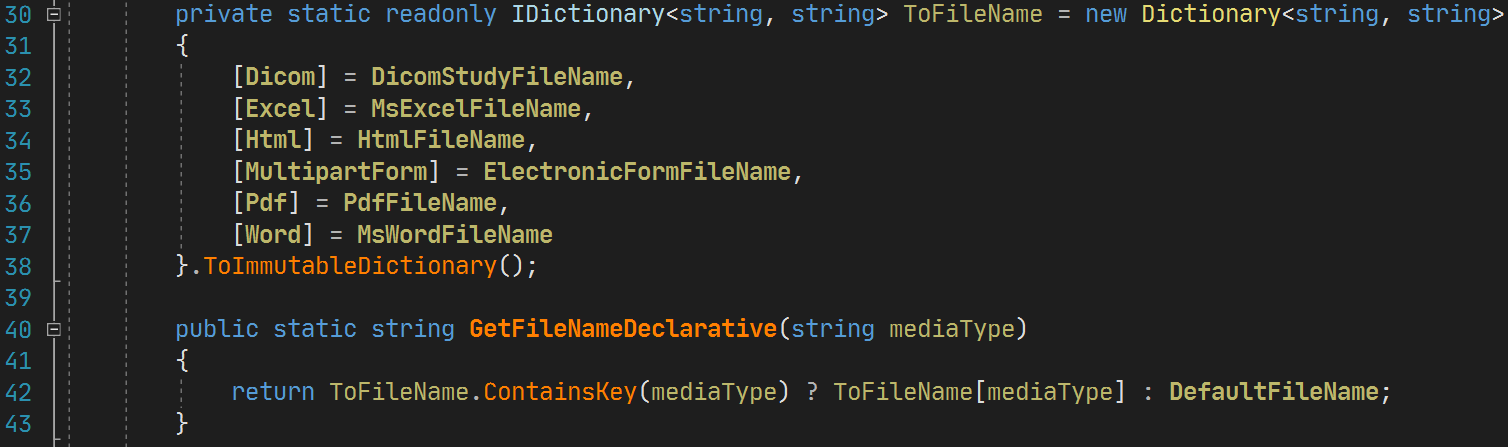 30 private static readonly IDictionary<string, string> ToFileName = new Dictionary<string, string>
31 {
32 [Dicom] = DicomStudyFileName,
33 [Excel] = MsExcelFileName,
34 [Html] = HtmlFileName,
35 [MultipartForm] = ElectronicFormFileName,
36 [Pdf] = PdfFileName,
37 [Word] = MsWordFileName
38 }.ToImmutableDictionary();
39
40 public static string GetFileNameDeclarative(string mediaType)
41 {
42 return ToFileName.ContainsKey(mediaType) ? ToFileName[mediaType] : DefaultFileName;
43 }